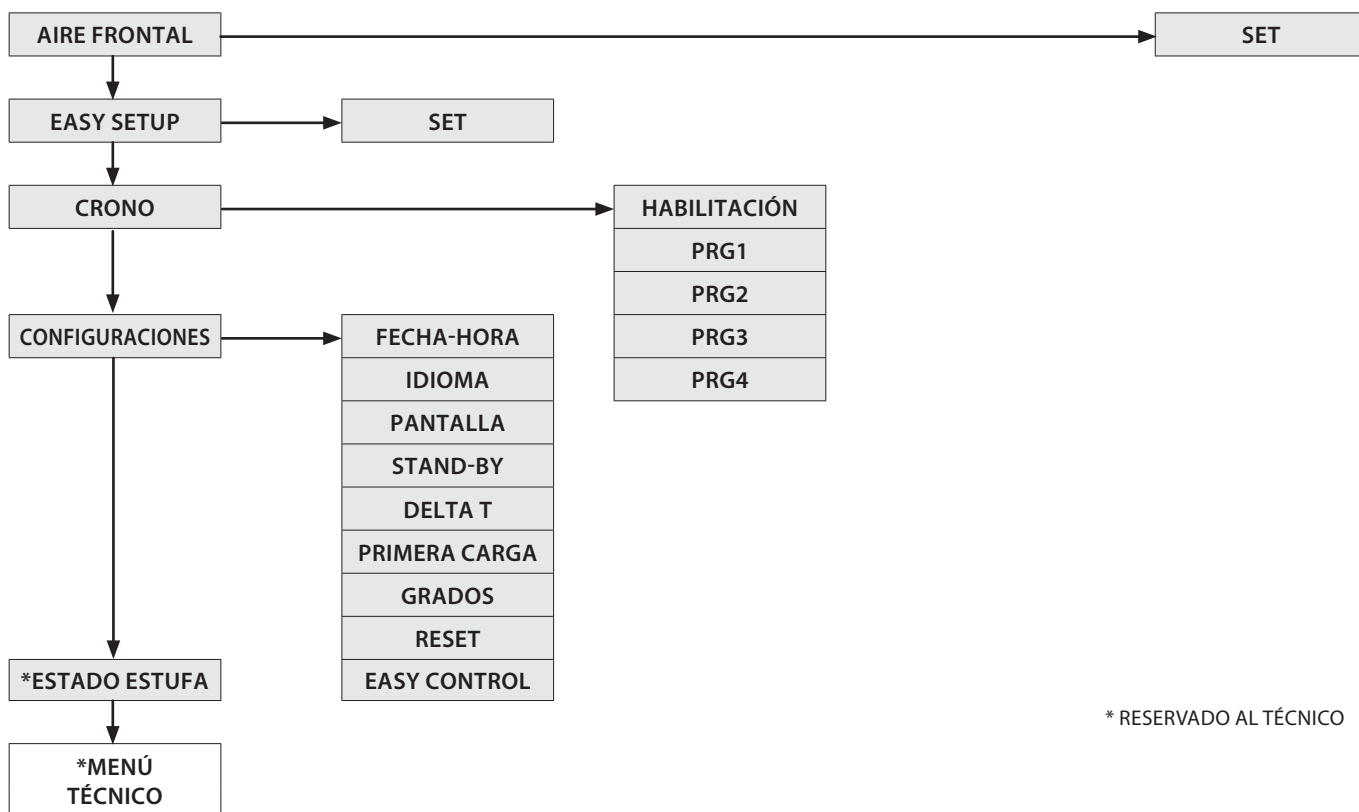 AIRE FRONTAL
SET
EASY SETUP
SET
CRONO
HABILITACIÓN
PRG1
PRG2
PRG3
PRG4
CONFIGURACIONES
FECHA-HORA
IDIOMA
PANTALLA
STAND-BY
DELTA T
PRIMERA CARGA
GRADOS
RESET
EASY CONTROL
*ESTADO ESTUFA
*MENÚ
TÉCNICO
* RESERVADO AL TÉCNICO